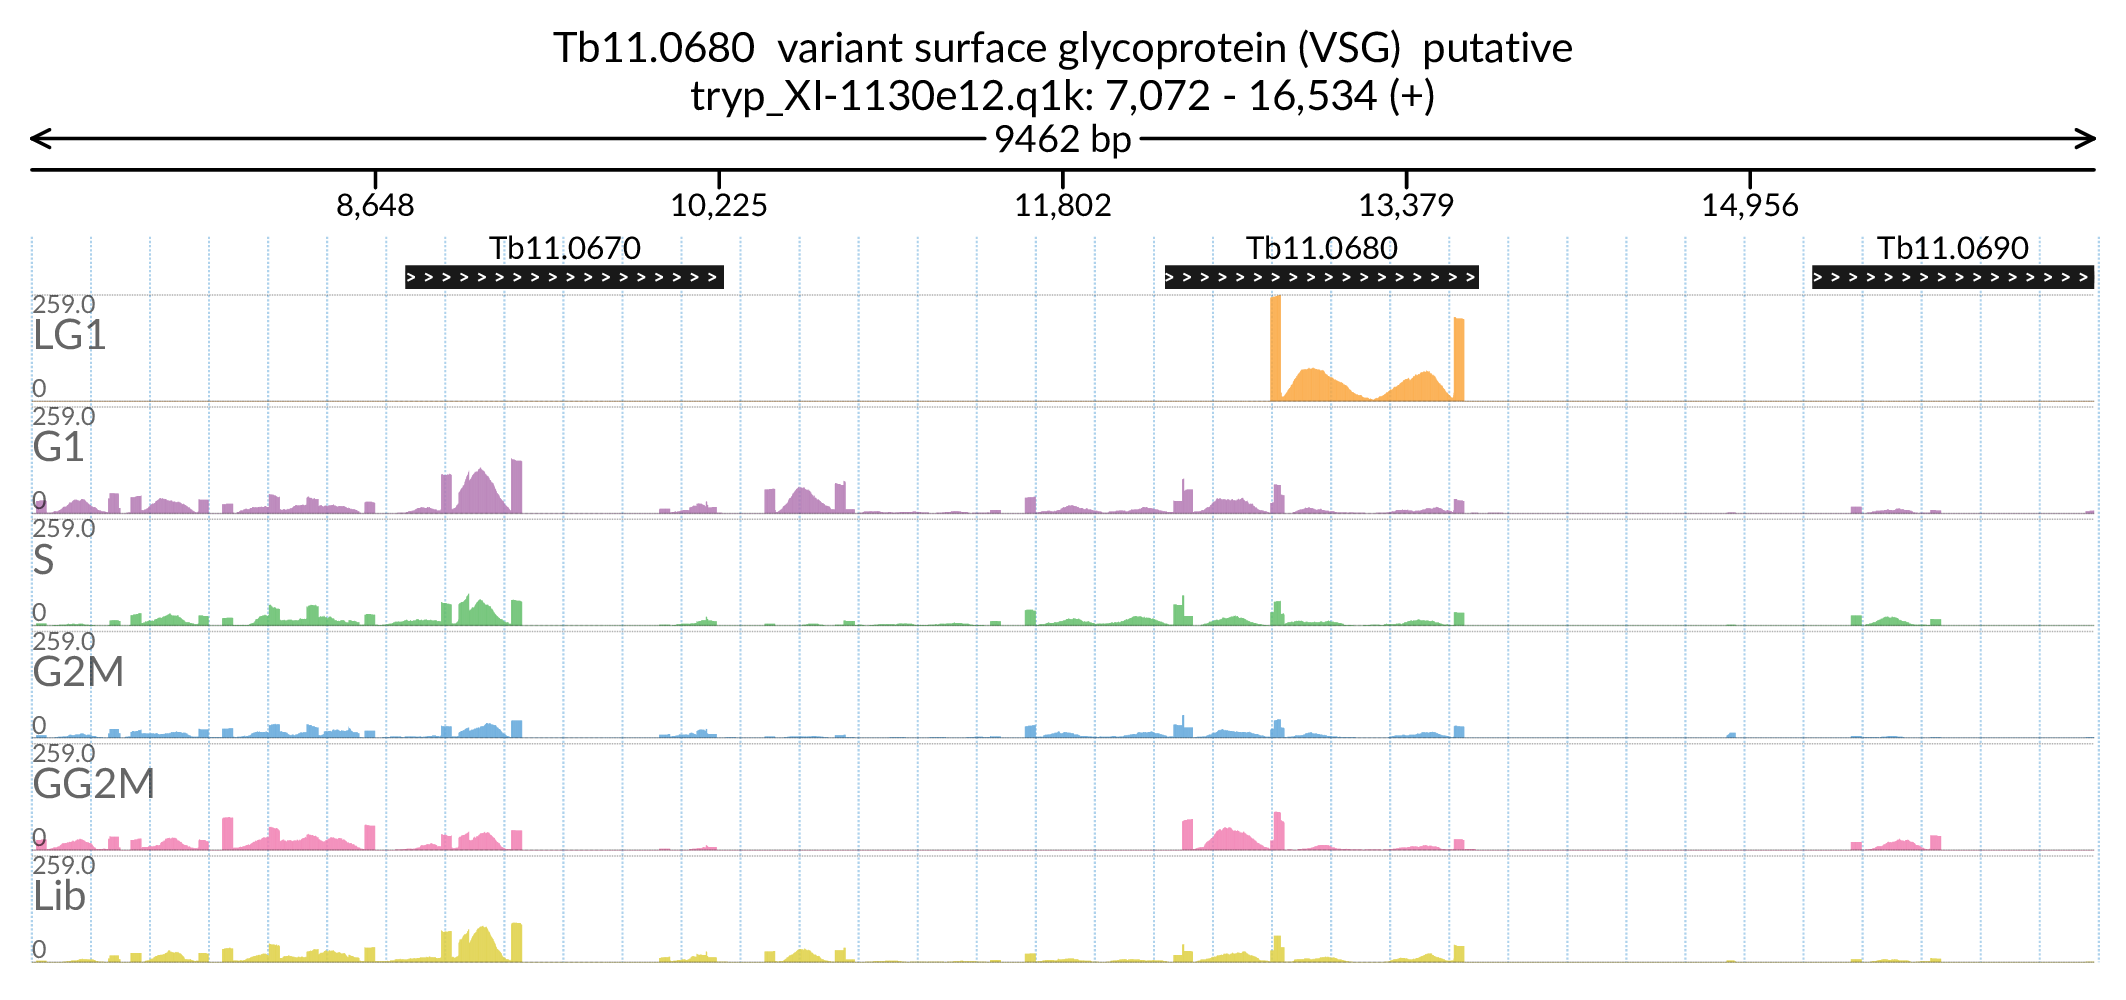 Tb11.0680 variant surface glycoprotein (VSG) putative
tryp_XI-1130e12.q1k: 7,072 - 16,534 (+)
9462 bp
8,648 10,225 11,802 13,379 14,956
Tb11.0670 Tb11.0680 Tb11.0690
259.0
LG1
0
259.0
G1
0
259.0
S
0
259.0
G2M
0
259.0
GG2M
0
259.0
Lib
0